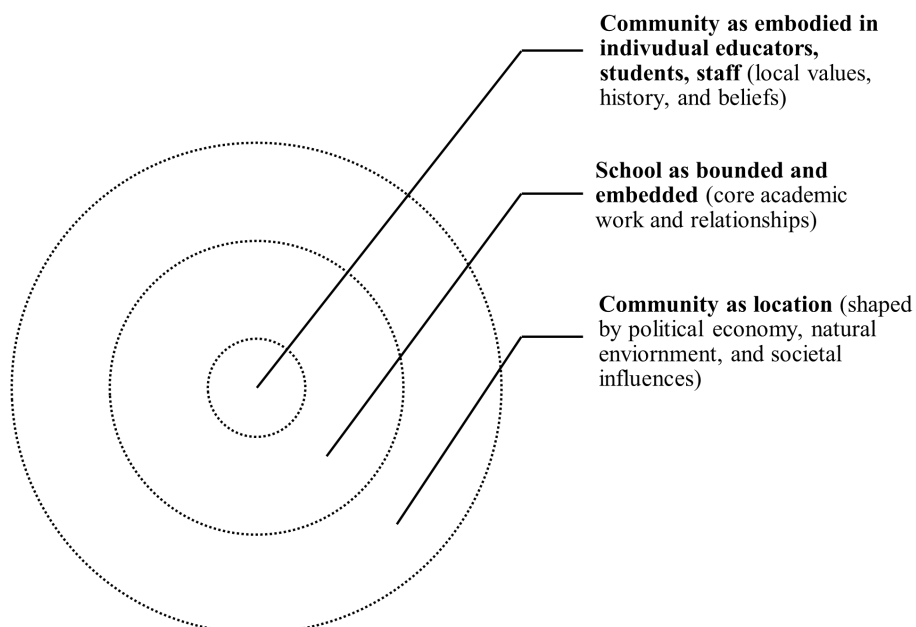 Community as embodied in
indivudual educators,
students, staff (local values,
history, and beliefs)
School as bounded and
embedded (core academic
work and relationships)
Community as location (shaped
by political economy, natural
enviornment, and societal
influences)